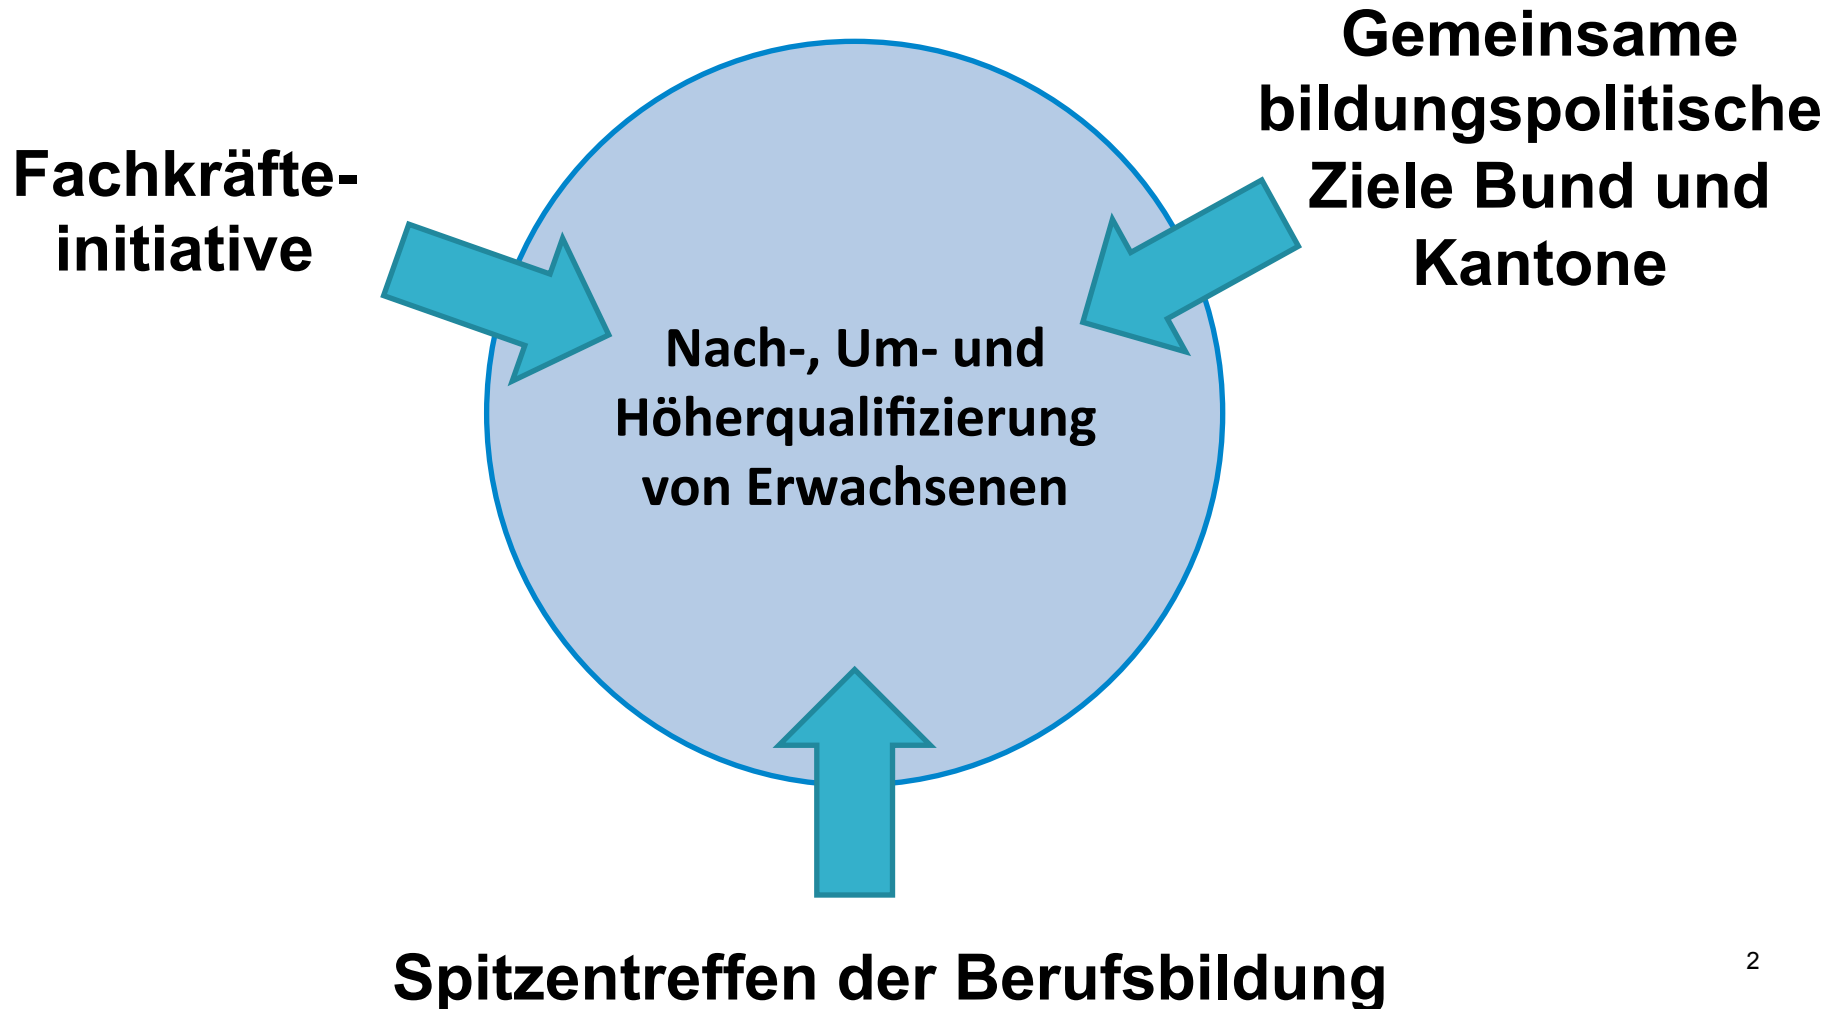 Fachkräfte-
initiative
Gemeinsame
bildungspolitische
Ziele Bund und
Kantone
Nach-, Um- und
Höherqualifizierung
von Erwachsenen
Spitzentreffen der Berufsbildung
2